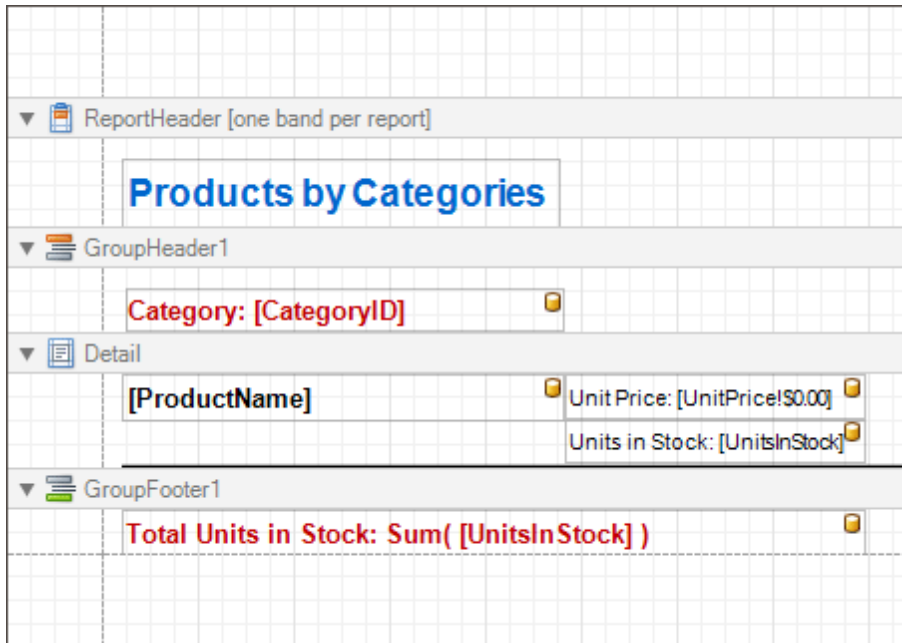 ReportHeader [one band per report]
Products by Categories
GroupHeader1
Category: [CategoryID]
Detail
[ProductName]
Unit Price: [UnitPrice!$0.00]
Units in Stock: [UnitsInStock]
GroupFooter1
Total Units in Stock: Sum( [UnitsInStock] )